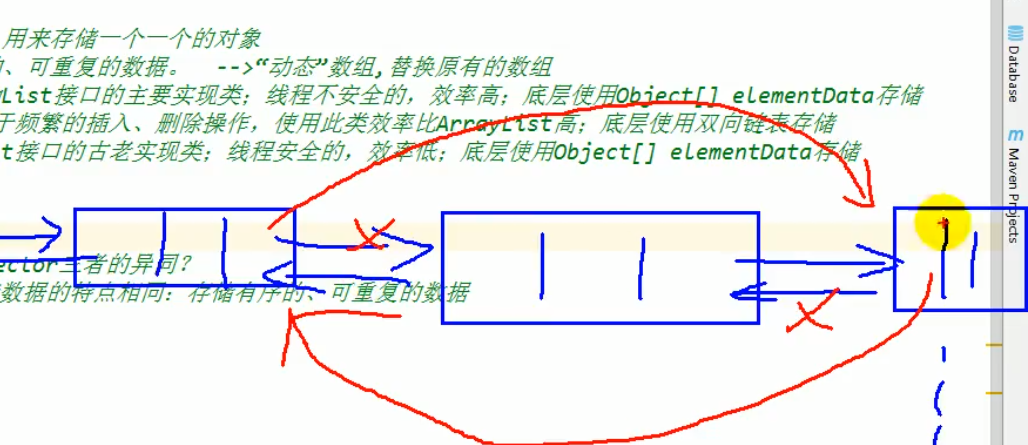 用来存储一个一个的对象
、可重复的数据。 -->“动态”数组,替换原有的数组
List接口的主要实现类；线程不安全的，效率高；底层使用Object[] elementData存储
于频繁的插入、删除操作，使用此类效率比ArrayList高；底层使用双向链表存储
st接口的古老实现类；线程安全的，效率低；底层使用Object[] elementData存储
ector三者的异同？
数据的特点相同：存储有序的、可重复的数据
Database
m Maven Projects